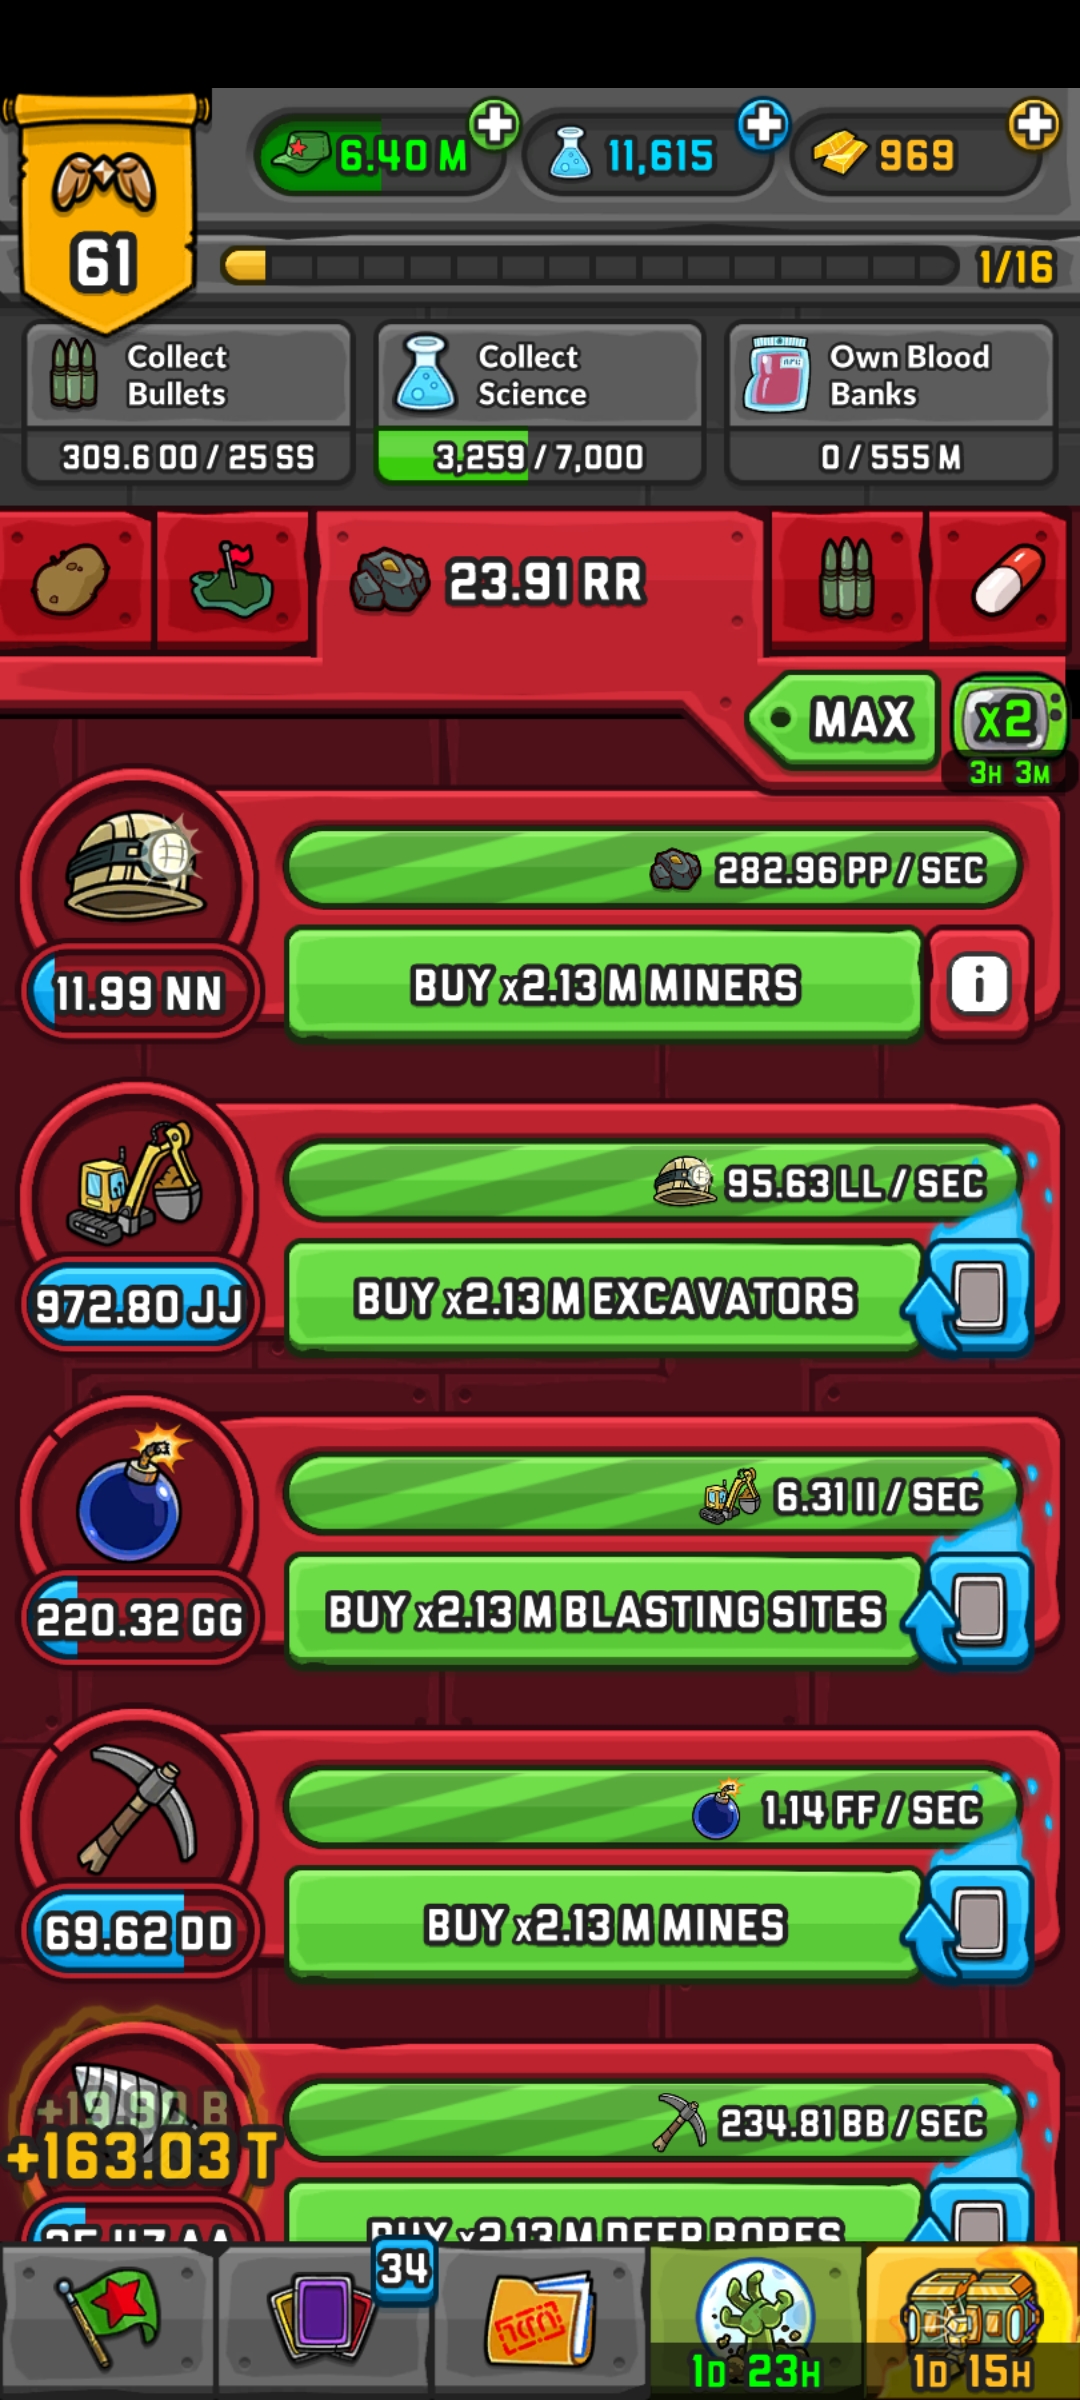 6.40 M
11,615
969
61
1/16
Collect
Bullets
309.6 OO / 25 SS
Collect
Science
3,259 / 7,000
Own Blood
Banks
0 / 555 M
23.91 RR
MAX
x2
3H 3M
282.96 PP / SEC
11.99 NN
BUY x2.13 M MINERS
i
95.63 LL / SEC
972.80 JJ
BUY x2.13 M EXCAVATORS
6.31 II / SEC
220.32 GG
BUY x2.13 M BLASTING SITES
1.14 FF / SEC
69.62 DD
BUY x2.13 M MINES
234.81 BB / SEC
+19.90 B
+163.03 T
BUY x2.13 M DEEP BORES
34
1D 23H
1D 15H